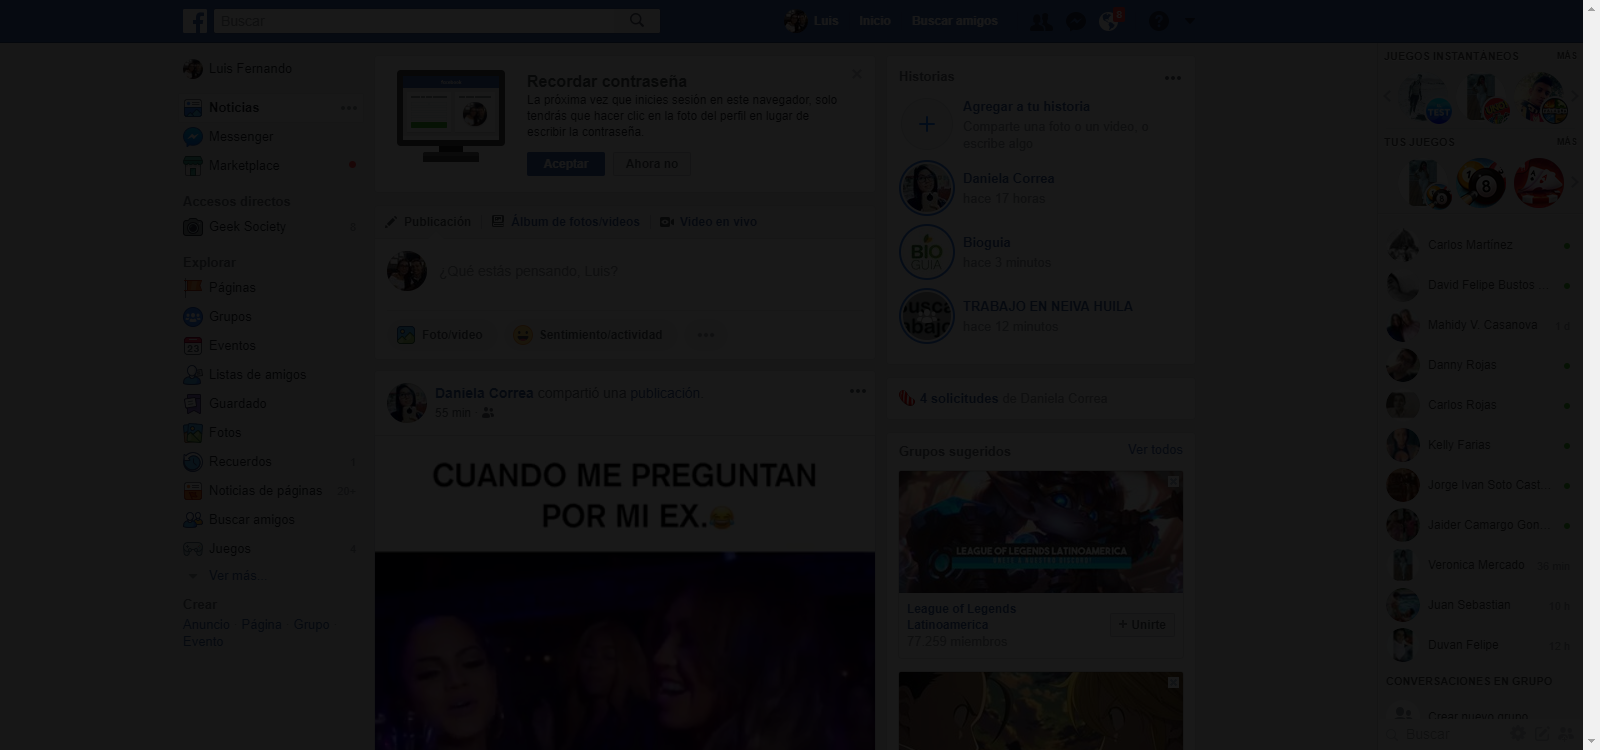 Buscar
Luis
Inicio
Buscar amigos
Luis Fernando
Noticias
Messenger
Marketplace
Accesos directos
Geek Society
Explorar
Páginas
Grupos
Eventos
Listas de amigos
Guardado
Fotos
Recuerdos 1
Noticias de páginas 20+
Buscar amigos
Juegos 4
Ver más...
Crear
Anuncio Página Grupo
Evento
Recordar contraseña
La próxima vez que inicies sesión en este navegador, solo
tendrás que hacer clic en la foto del perfil en lugar de
escribir la contraseña.
Aceptar
Ahora no
Publicación
Álbum de fotos/videos
Video en vivo
¿Qué estás pensando, Luis?
Foto/video
Sentimiento/actividad
Daniela Correa compartió una publicación.
55 min
CUANDO ME PREGUNTAN
POR MI EX.😂
Historias
Agregar a tu historia
Comparte una foto o un video, o
escribe algo
Daniela Correa
hace 17 horas
BIO
GUIA
Bioguia
hace 3 minutos
TRABAJO EN NEIVA HUILA
hace 12 minutos
4 solicitudes de Daniela Correa
Grupos sugeridos
Ver todos
LEAGUE OF LEGENDS LATINOAMERICA
League of Legends
Latinoamerica
77 259 miembros
+ Unirte
JUEGOS INSTANTÁNEOS
MÁS
TUS JUEGOS
MÁS
8
Carlos Martínez
David Felipe Bustos...
Mahidy V. Casanova
Danny Rojas
Carlos Rojas
Kelly Farias
Jorge Ivan Soto Cast...
Jaider Camargo Gon...
Veronica Mercado
Juan Sebastian
Duvan Felipe
CONVERSACIONES EN GRUPO
Crear nuevo grupo
Buscar